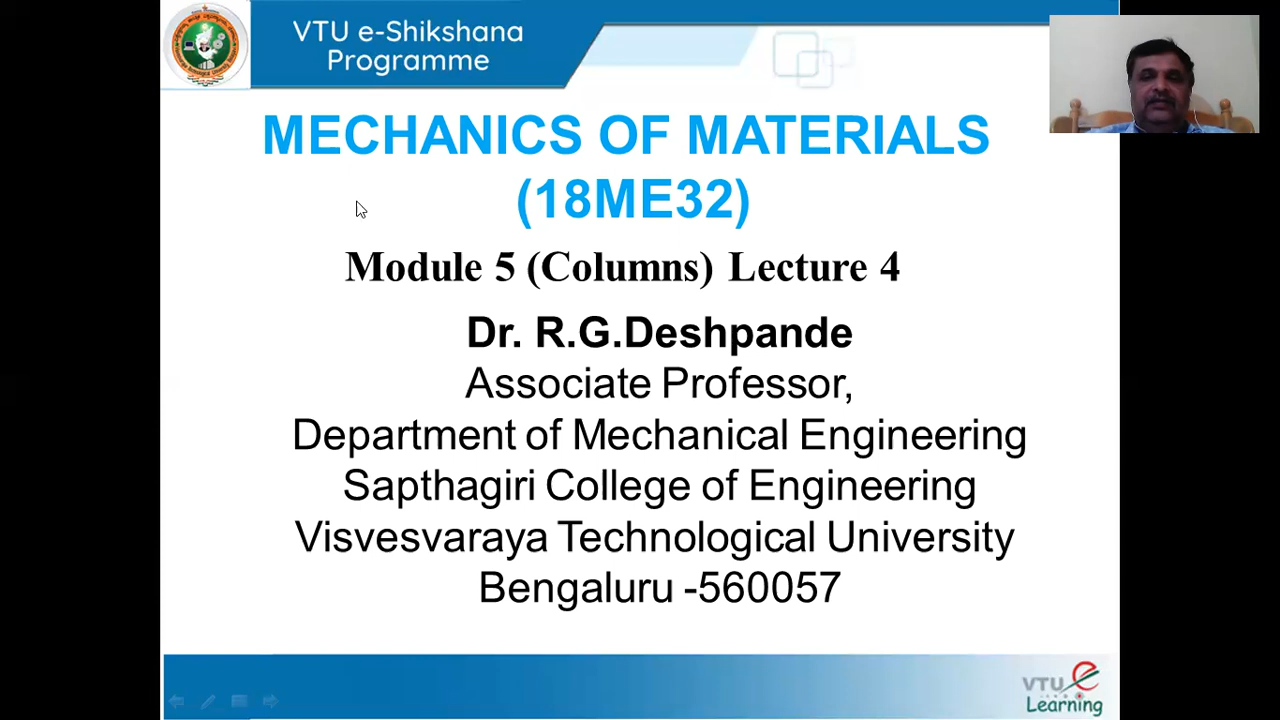 VTU e-Shikshana
Programme
MECHANICS OF MATERIALS
(18ME32)
Module 5 (Columns) Lecture 4
Dr. R.G.Deshpande
Associate Professor,
Department of Mechanical Engineering
Sapthagiri College of Engineering
Visvesvaraya Technological University
Bengaluru -560057
VTU e
Learning